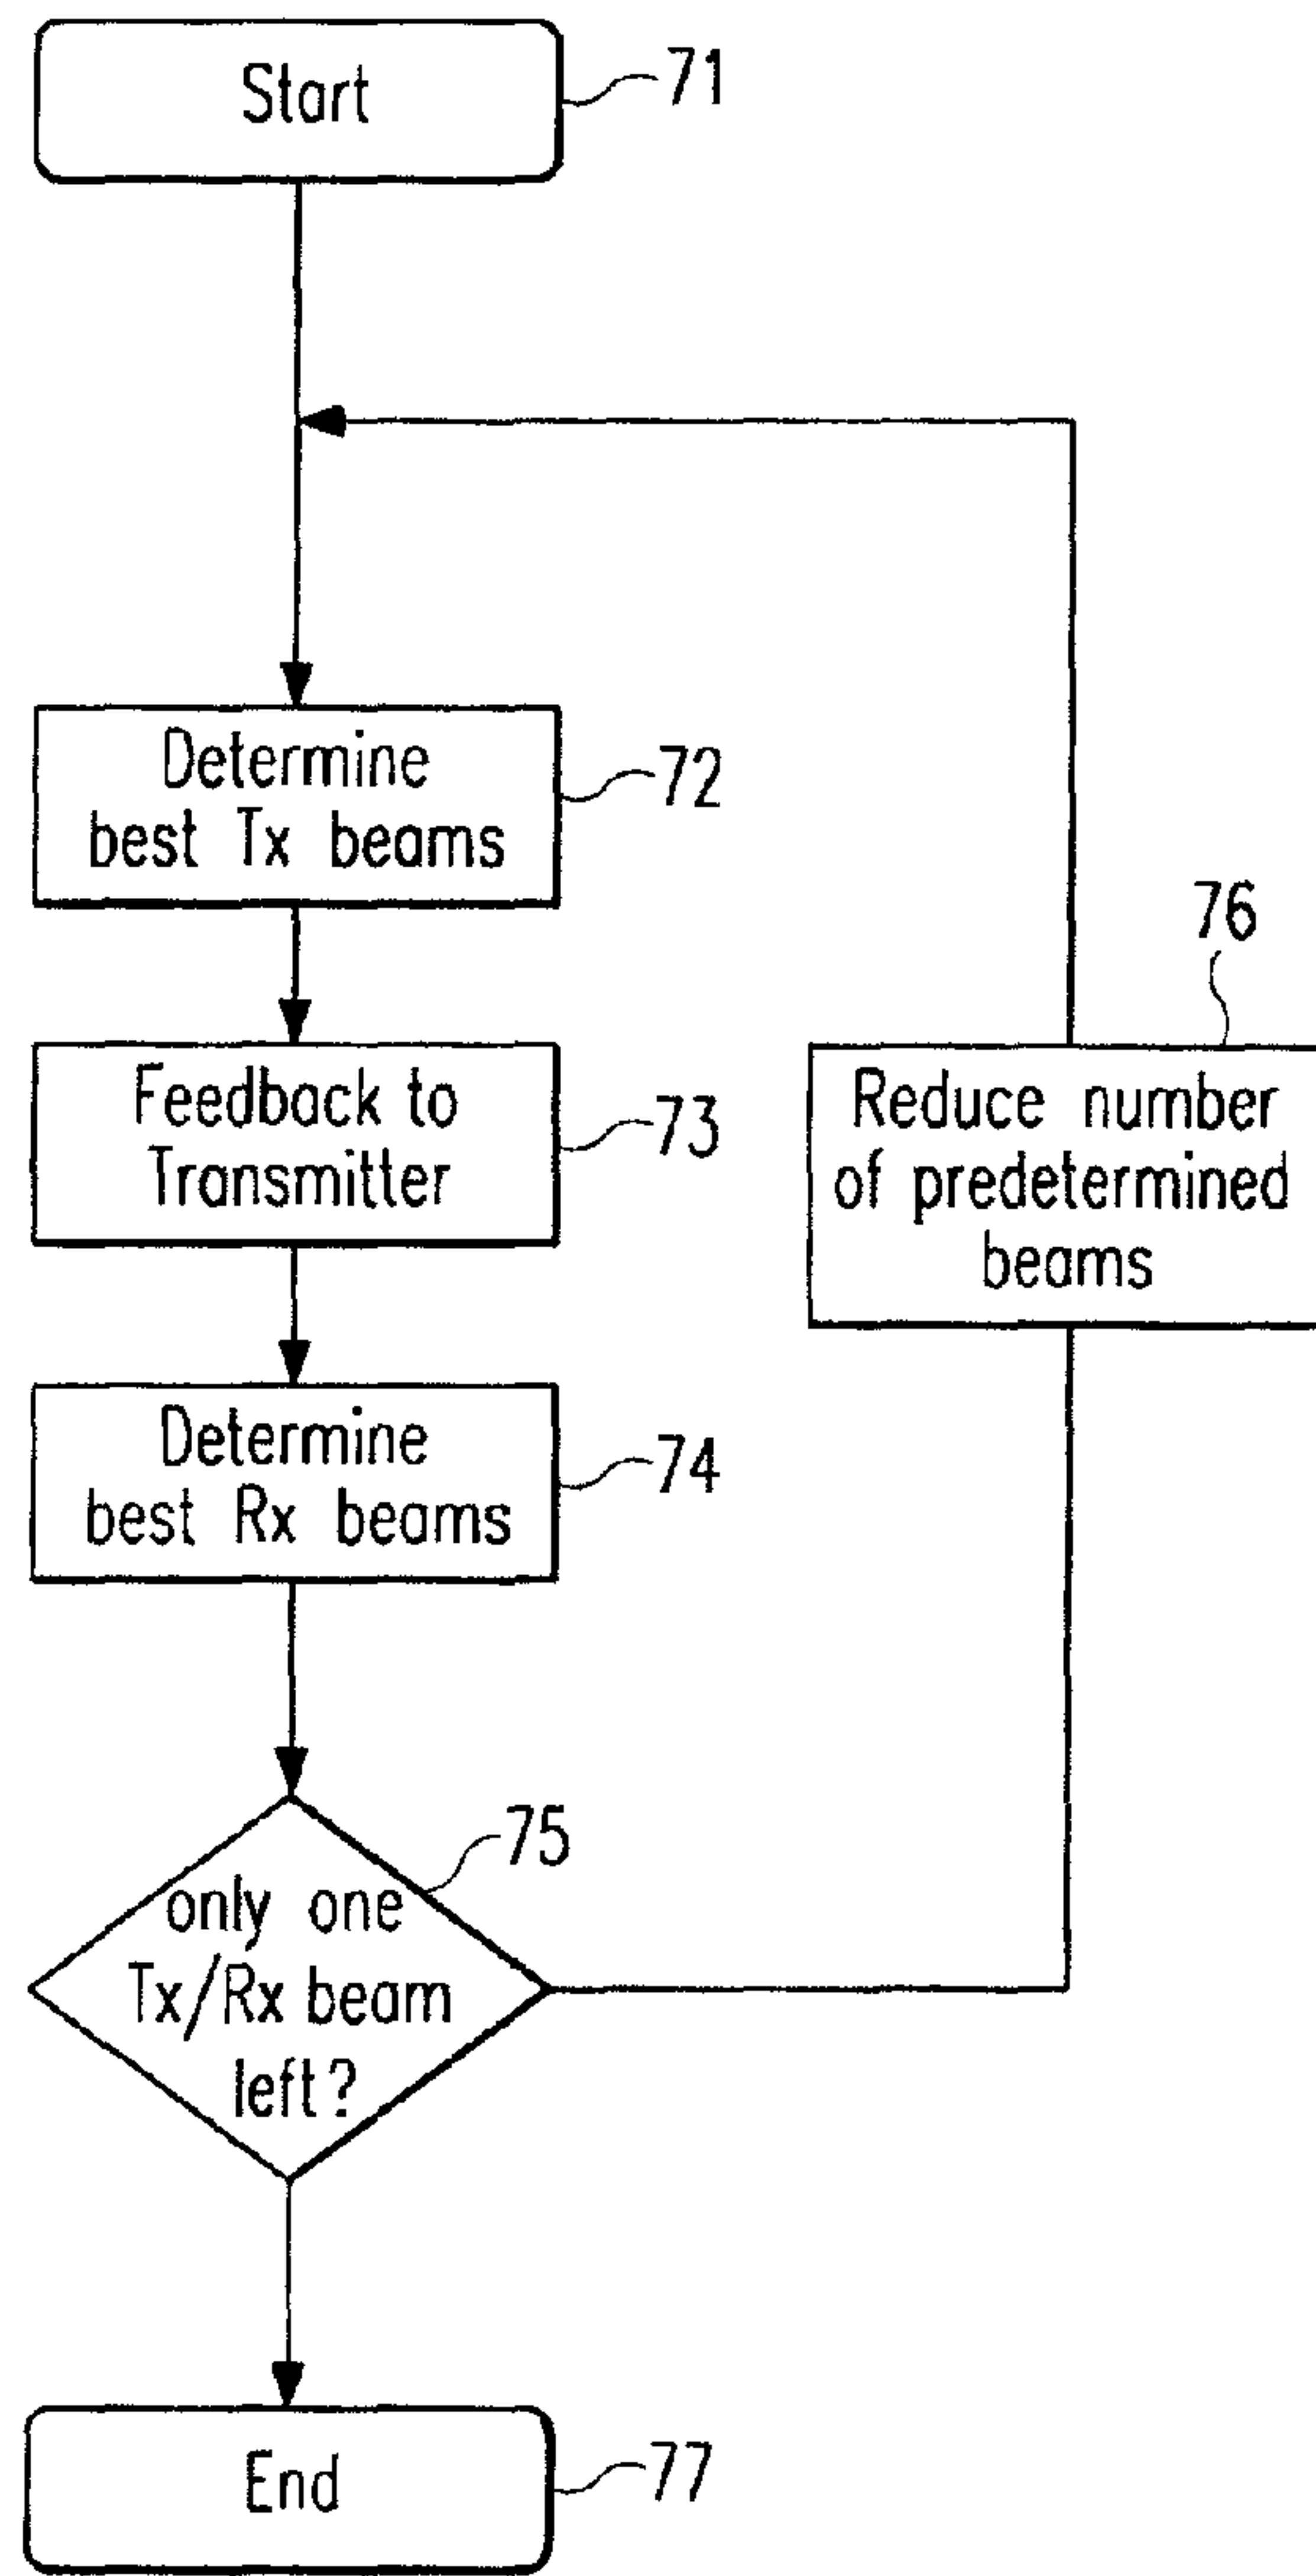 Start
71
Determine
best Tx beams
72
Feedback to
Transmitter
73
Determine
best Rx beams
74
only one
Tx/Rx beam
left?
75
76
Reduce number
of predetermined
beams
End
77